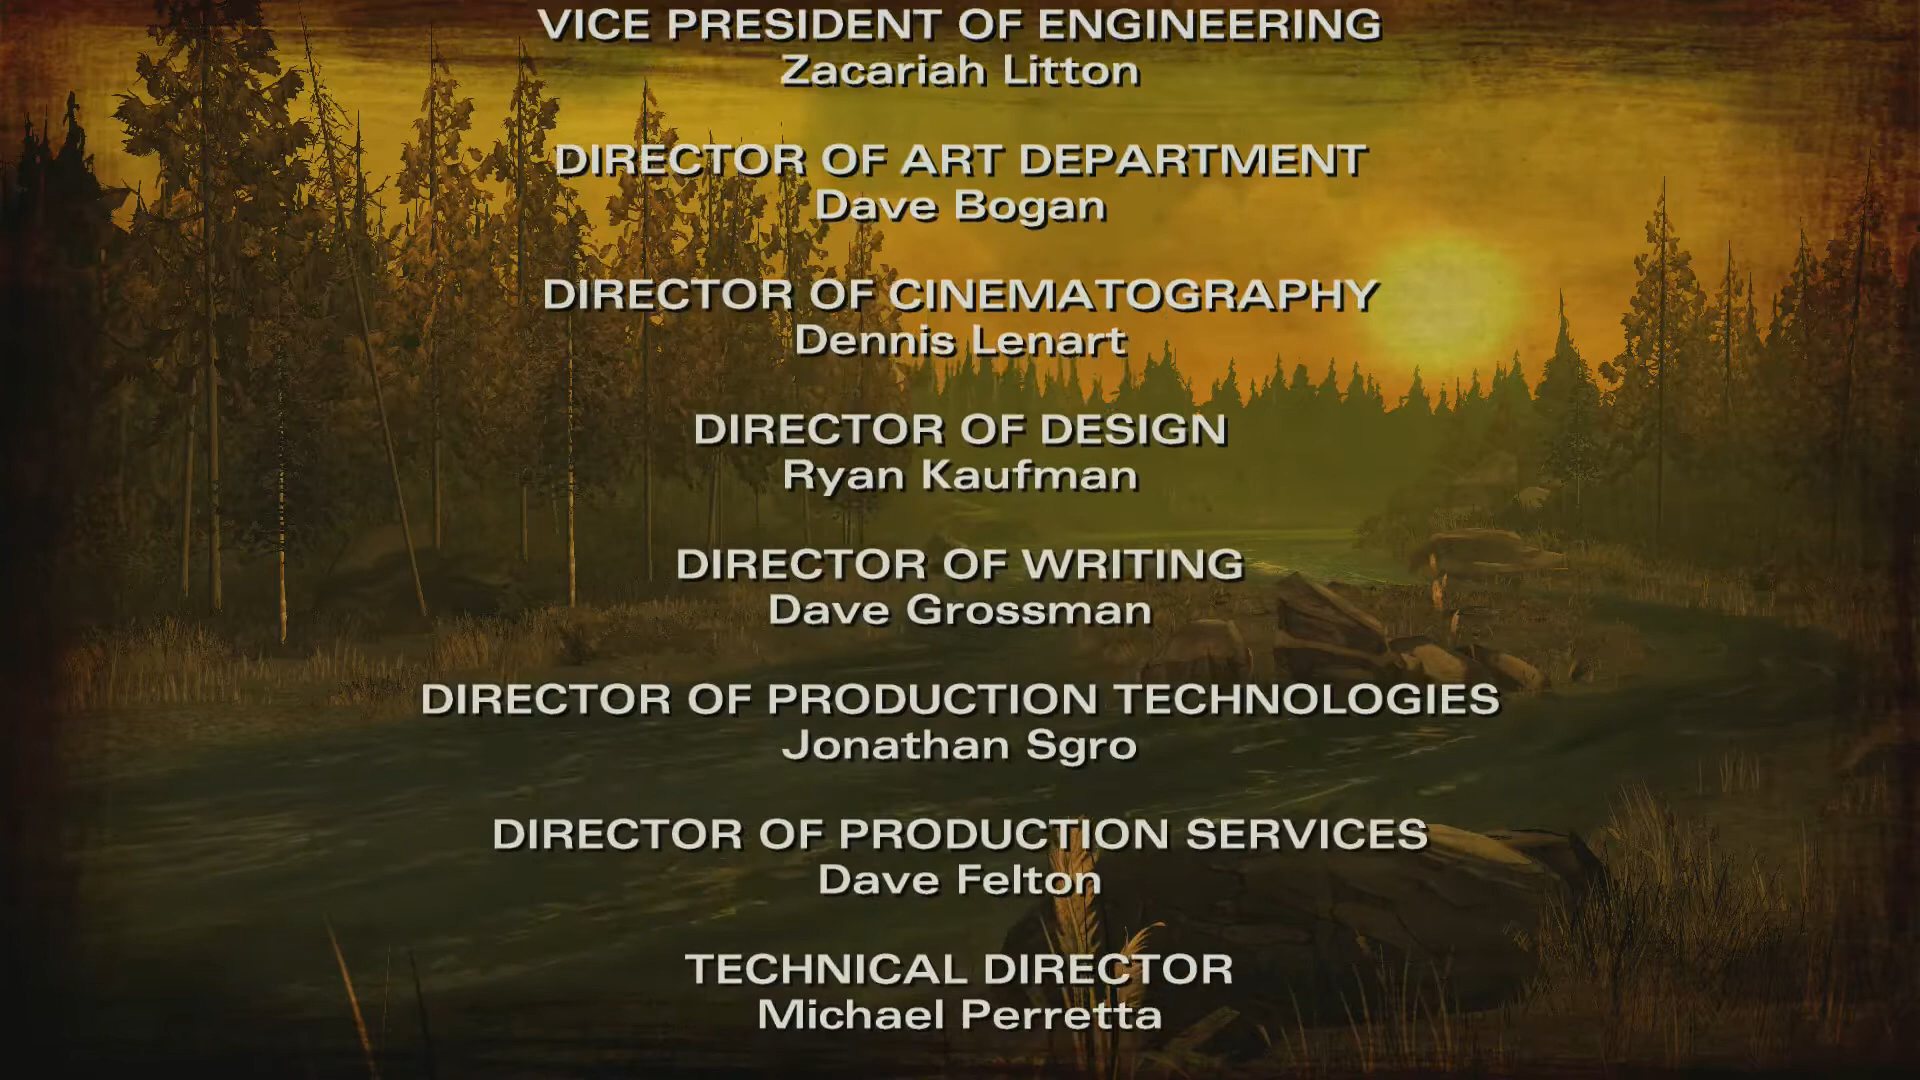 VICE PRESIDENT OF ENGINEERING
Zacariah Litton
DIRECTOR OF ART DEPARTMENT
Dave Bogan
DIRECTOR OF CINEMATOGRAPHY
Dennis Lenart
DIRECTOR OF DESIGN
Ryan Kaufman
DIRECTOR OF WRITING
Dave Grossman
DIRECTOR OF PRODUCTION TECHNOLOGIES
Jonathan Sgro
DIRECTOR OF PRODUCTION SERVICES
Dave Felton
TECHNICAL DIRECTOR
Michael Perretta